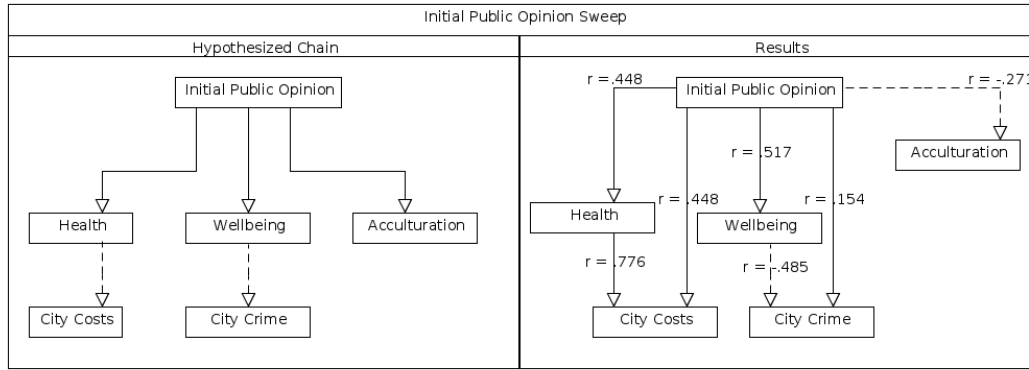 Initial Public Opinion Sweep
Hypothesized Chain
Results
Initial Public Opinion
Health
Wellbeing
Acculturation
City Costs
City Crime
r =.448
Initial Public Opinion
r = -.271
r = .517
Acculturation
r = .448
r = .154
Health
Wellbeing
r = .776
r = -.485
City Costs
City Crime